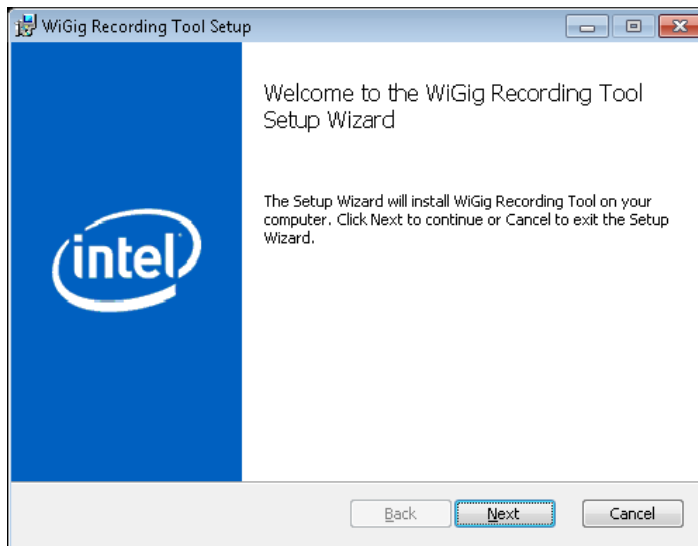 WiGig Recording Tool Setup
Welcome to the WiGig Recording Tool
Setup Wizard
The Setup Wizard will install WiGig Recording Tool on your
computer. Click Next to continue or Cancel to exit the Setup
Wizard.
intel
Back Next Cancel